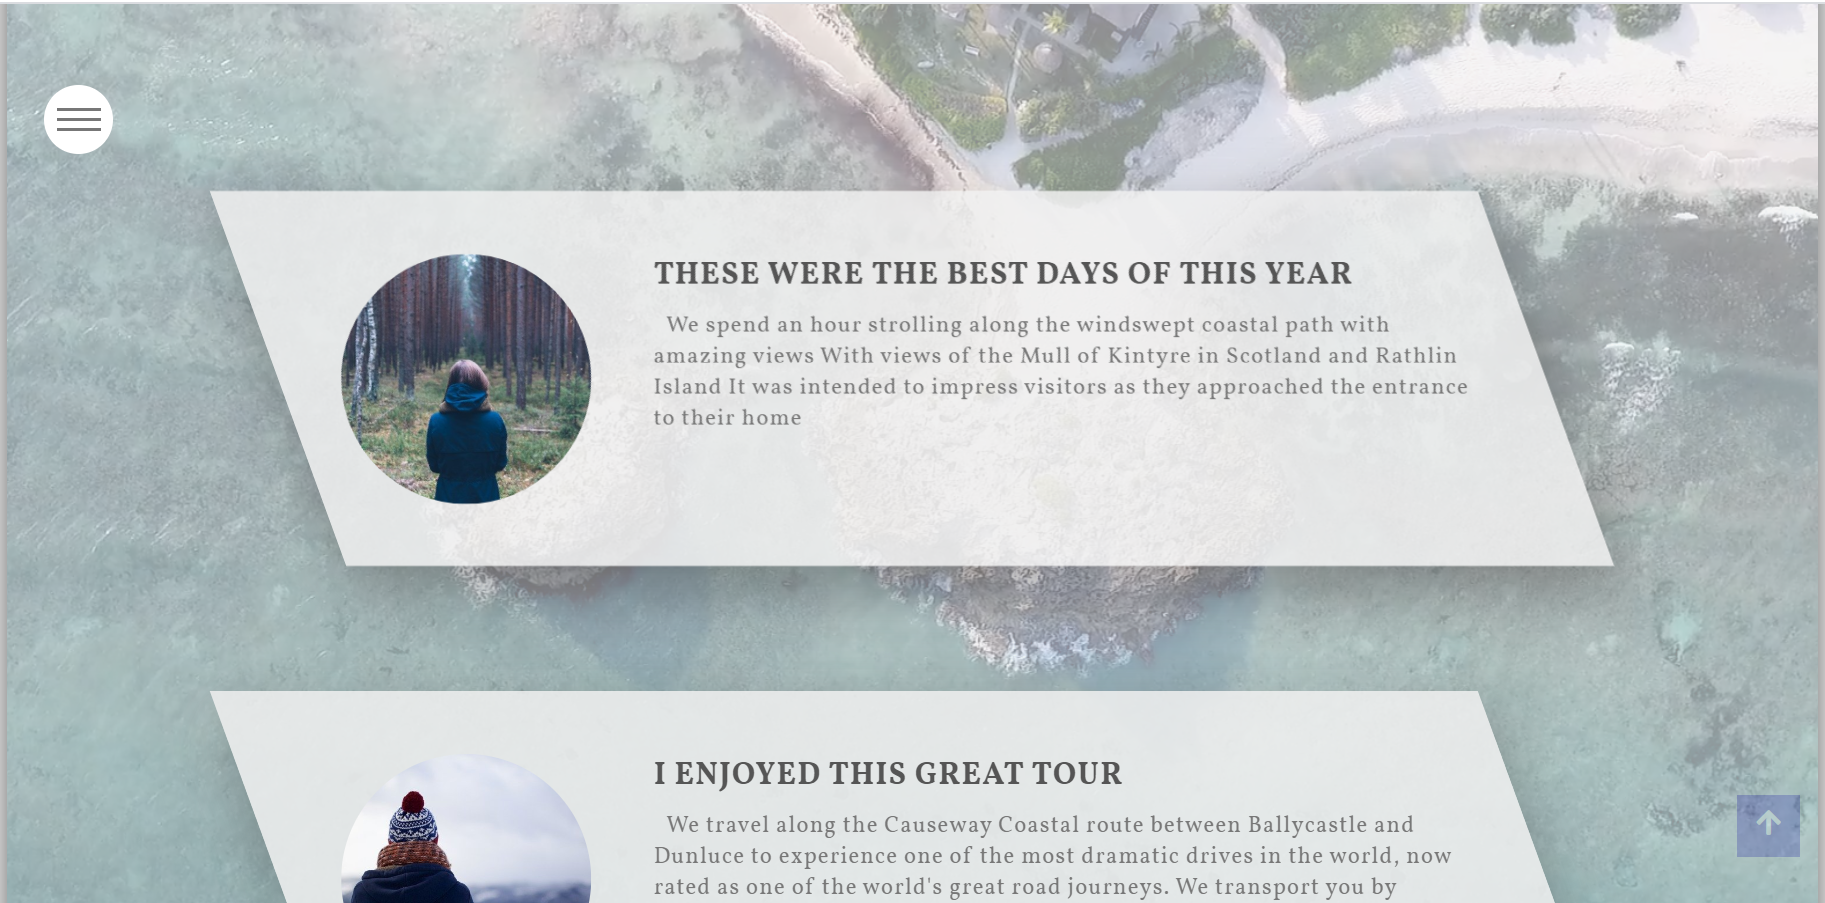 THESE WERE THE BEST DAYS OF THIS YEAR
We spend an hour strolling along the windswept coastal path with
amazing views With views of the Mull of Kintyre in Scotland and Rathlin
Island It was intended to impress visitors as they approached the entrance
to their home
I ENJOYED THIS GREAT TOUR
We travel along the Causeway Coastal route between Ballycastle and
Dunluce to experience one of the most dramatic drives in the world, now
rated as one of the world's great road journeys. We transport you by